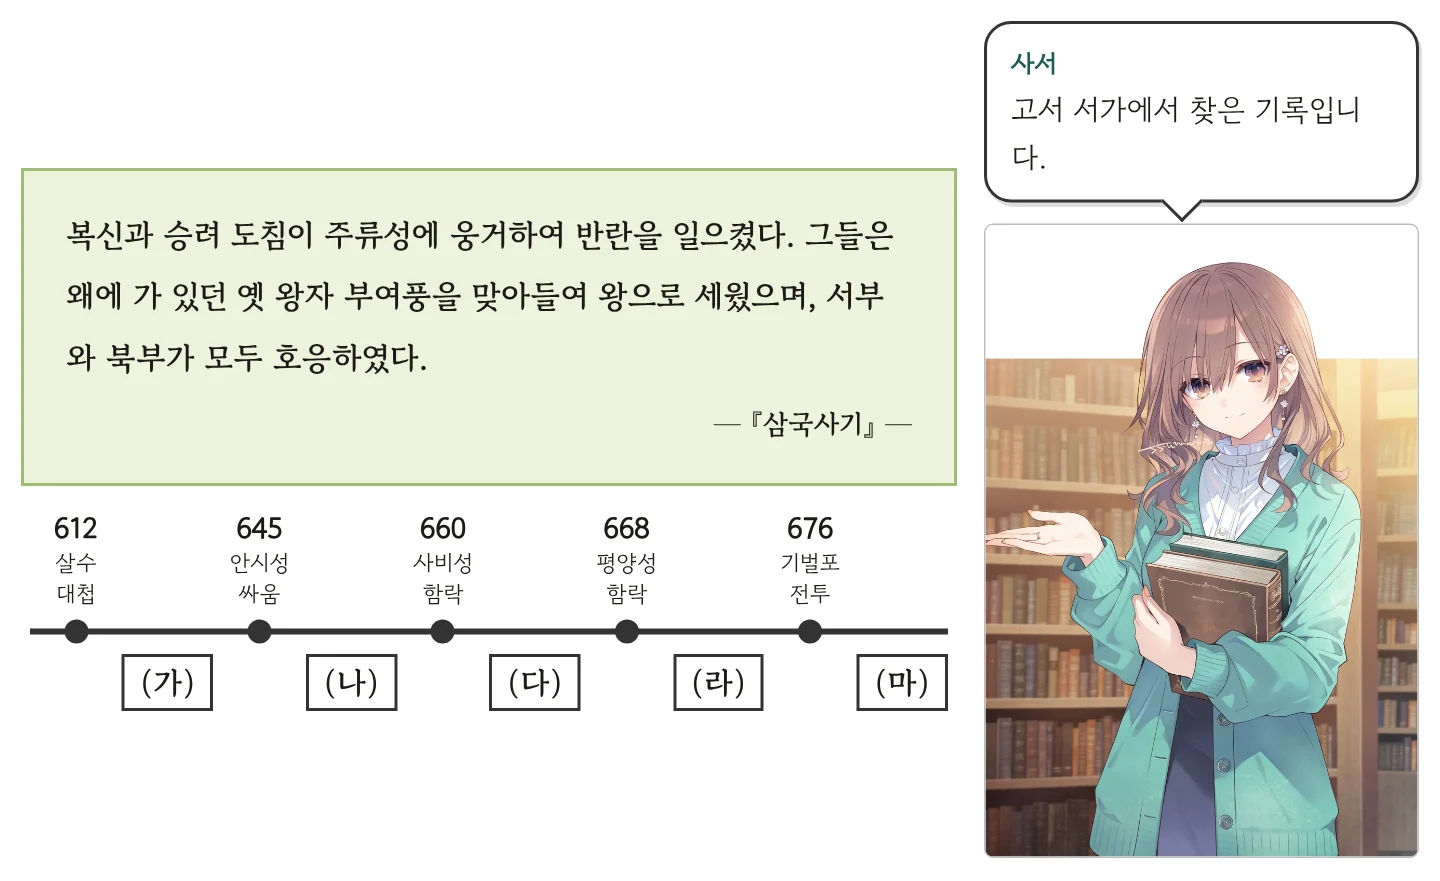 사서
고서 서가에서 찾은 기록입니
다.
복신과 승려 도침이 주류성에 웅거하여 반란을 일으켰다. 그들은
왜에 가 있던 옛 왕자 부여풍을 맞아들여 왕으로 세웠으며, 서부
와 북부가 모두 호응하였다.
— 『삼국사기』 —
612 645 660 668 676
살수 안시성 사비성 평양성 기벌포
대첩 싸움 함락 함락 전투
(가) (나) (다) (라) (마)